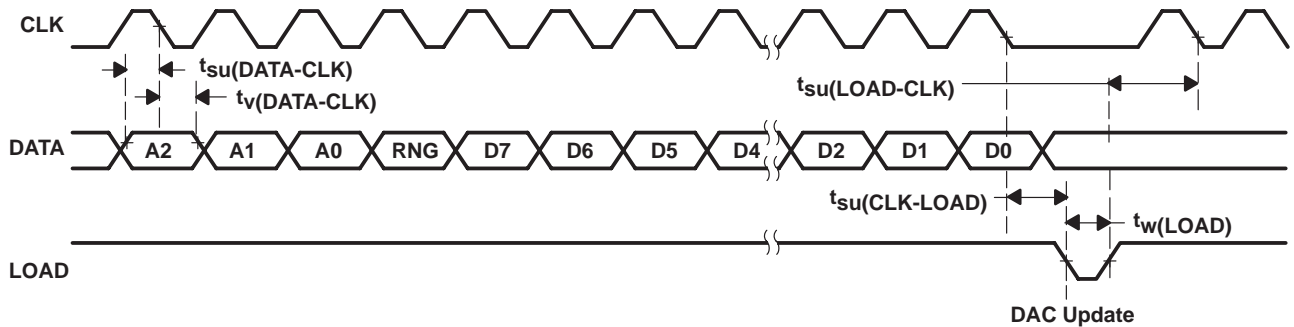 CLK
tsu(DATA-CLK)
tsu(LOAD-CLK)
tv(DATA-CLK)
DATA
A2 A1 A0 RNG D7 D6 D5 D4 D2 D1 D0
tsu(CLK-LOAD)
tw(LOAD)
LOAD
DAC Update